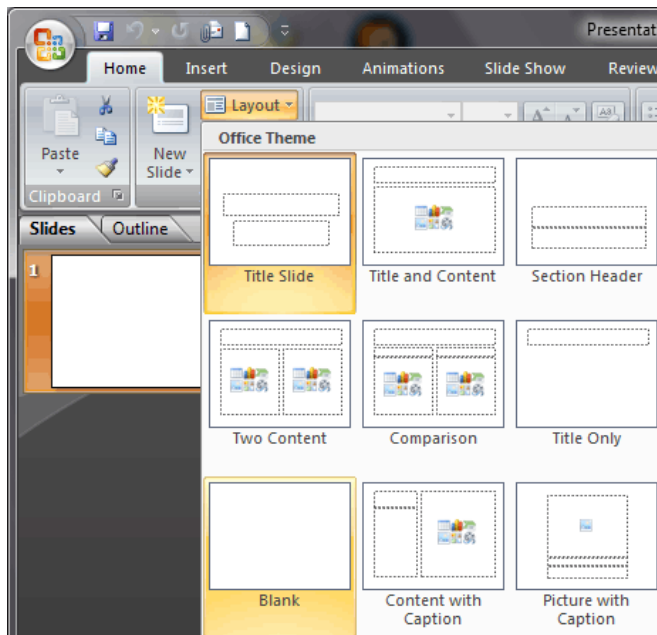 Presentat
Home Insert Design Animations Slide Show Review
Layout
Paste
New
Slide
Clipboard
Office Theme
Title Slide Title and Content Section Header
Slides Outline
1
Two Content Comparison Title Only
Blank Content with
Caption Picture with
Caption